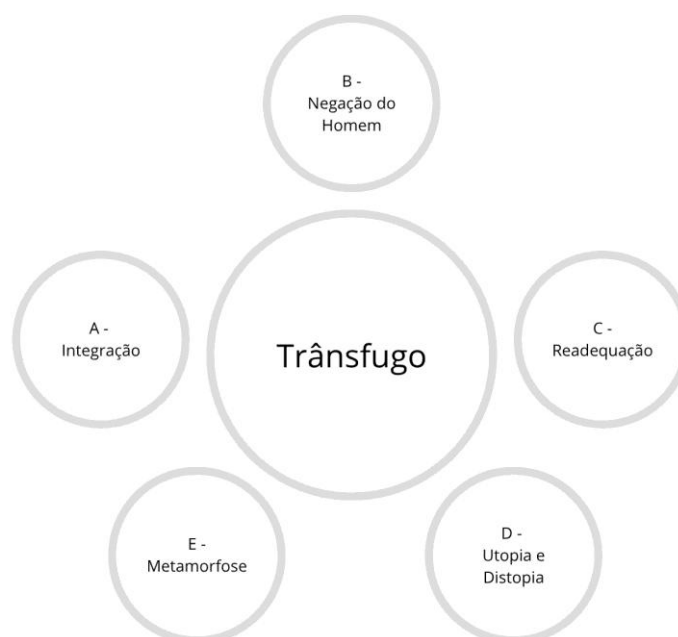 B -
Negação do
Homem
A -
Integração
Trânsfugo
C -
Readequação
E -
Metamorfose
D -
Utopia e
Distopia